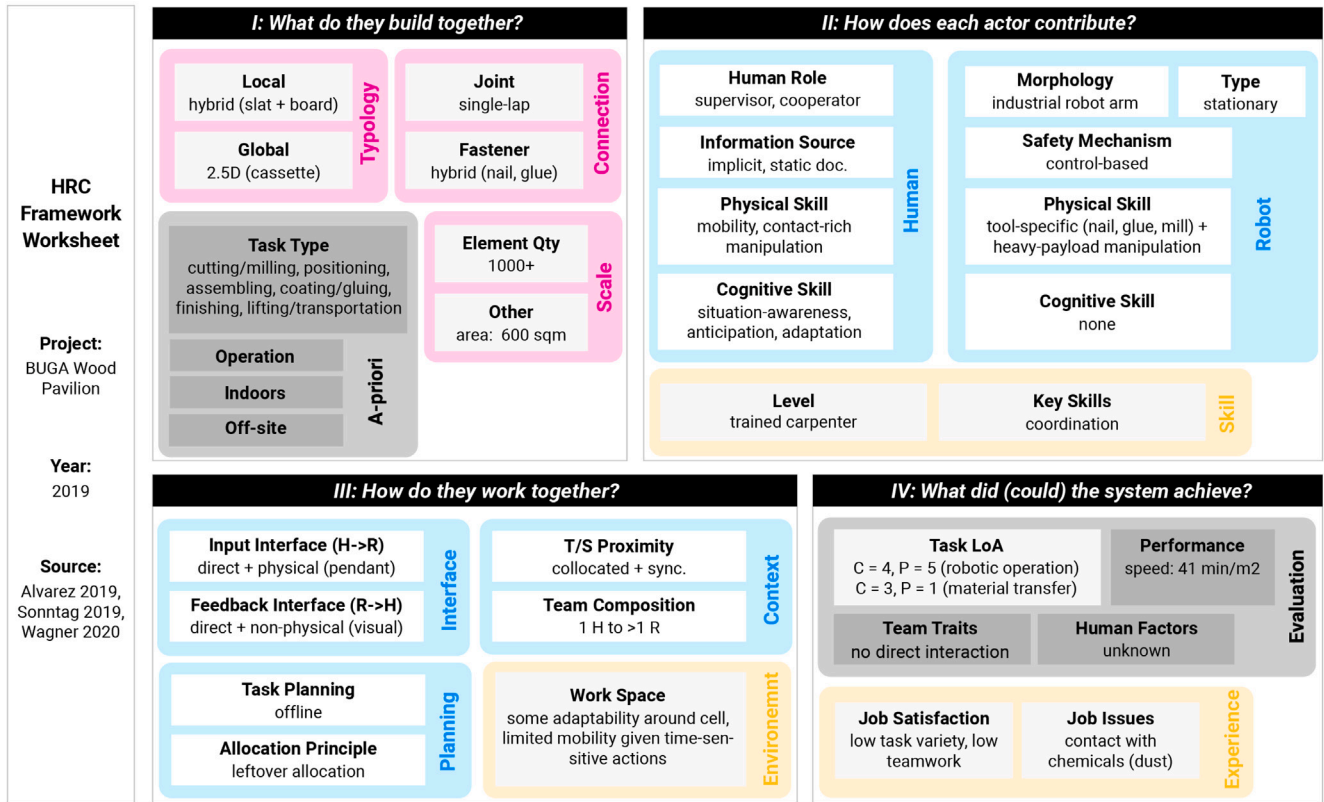 HRC
Framework
Worksheet
Project:
BUGA Wood
Pavilion
Year:
2019
Source:
Alvarez 2019,
Sonntag 2019,
Wagner 2020
I: What do they build together?
Local
hybrid (slat + board)
Global
2.5D (cassette)
Typology
Joint
single-lap
Fastener
hybrid (nail, glue)
Connection
Task Type
cutting/milling, positioning,
assembling, coating/gluing,
finishing, lifting/transportation
Operation
Indoors
Off-site
A-priori
Element Qty
1000+
Other
area: 600 sqm
Scale
II: How does each actor contribute?
Human Role
supervisor, cooperator
Information Source
implicit, static doc.
Physical Skill
mobility, contact-rich
manipulation
Cognitive Skill
situation-awareness,
anticipation, adaptation
Human
Morphology
industrial robot arm
Type
stationary
Safety Mechanism
control-based
Physical Skill
tool-specific (nail, glue, mill) +
heavy-payload manipulation
Cognitive Skill
none
Robot
Level
trained carpenter
Key Skills
coordination
Skill
III: How do they work together?
Input Interface (H->R)
direct + physical (pendant)
Feedback Interface (R->H)
direct + non-physical (visual)
Interface
T/S Proximity
collocated + sync.
Team Composition
1 H to >1 R
Context
Task Planning
offline
Allocation Principle
leftover allocation
Planning
Work Space
some adaptability around cell,
limited mobility given time-sen-
sitive actions
Environemnt
IV: What did (could) the system achieve?
Task LoA
C = 4, P = 5 (robotic operation)
C = 3, P = 1 (material transfer)
Performance
speed: 41 min/m2
Team Traits
no direct interaction
Human Factors
unknown
Evaluation
Job Satisfaction
low task variety, low
teamwork
Job Issues
contact with
chemicals (dust)
Experience